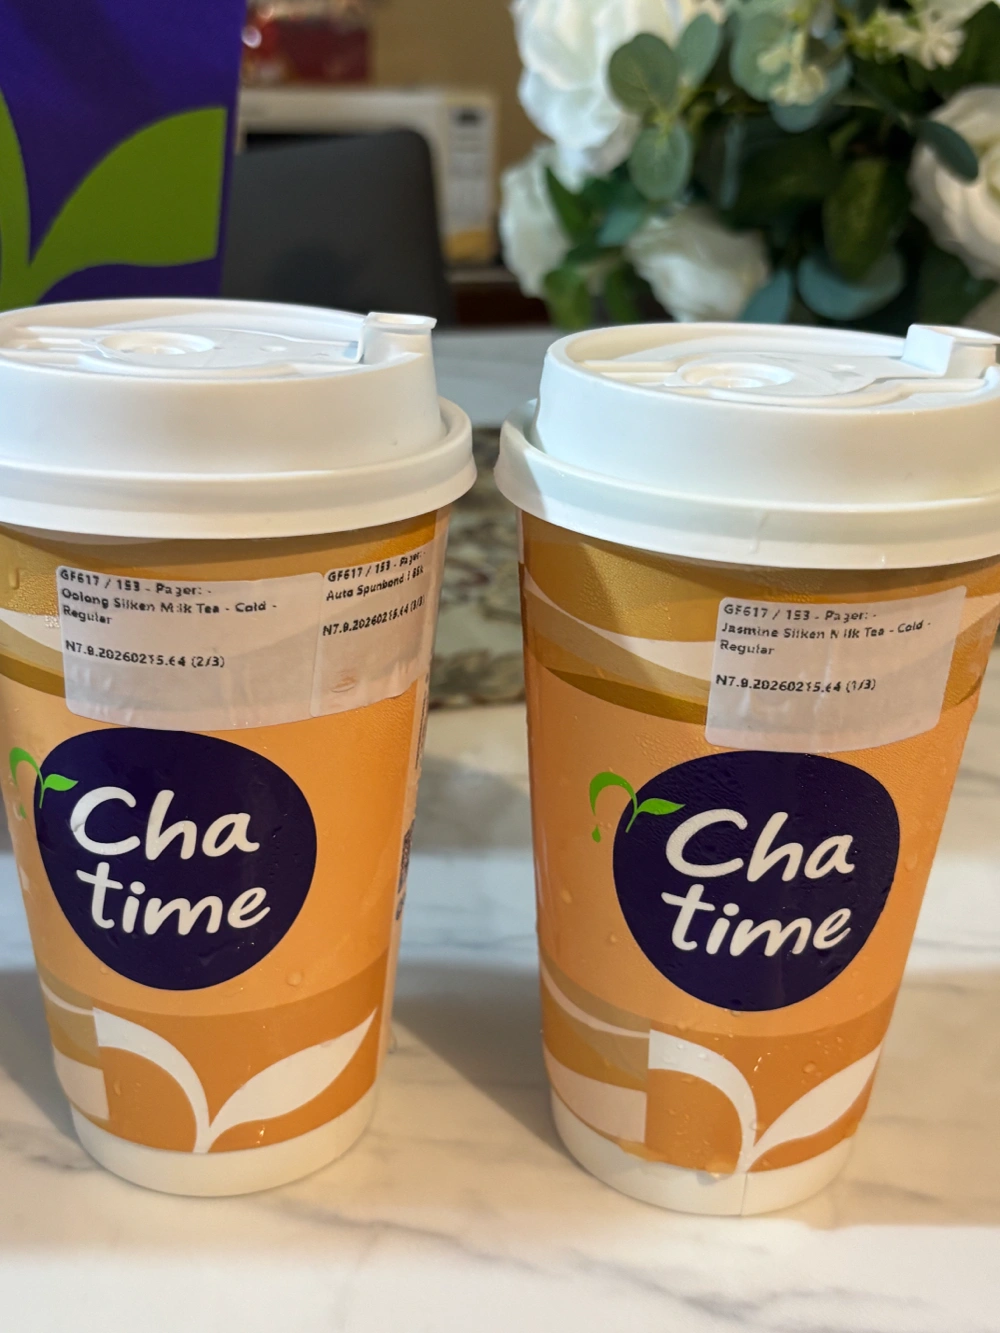 GF617 / 153 - Pager: -
Oolong Silken Milk Tea - Cold -
Regular
N7.9.20260215.64 (2/3)
GF617 / 153 - Pager: -
Auto Spunbond
N7.9.20260215.64 (3/3)
Cha
time
GF617 / 153 - Pager: -
Jasmine Silken Milk Tea - Cold -
Regular
N7.9.20260215.64 (1/3)
Cha
time